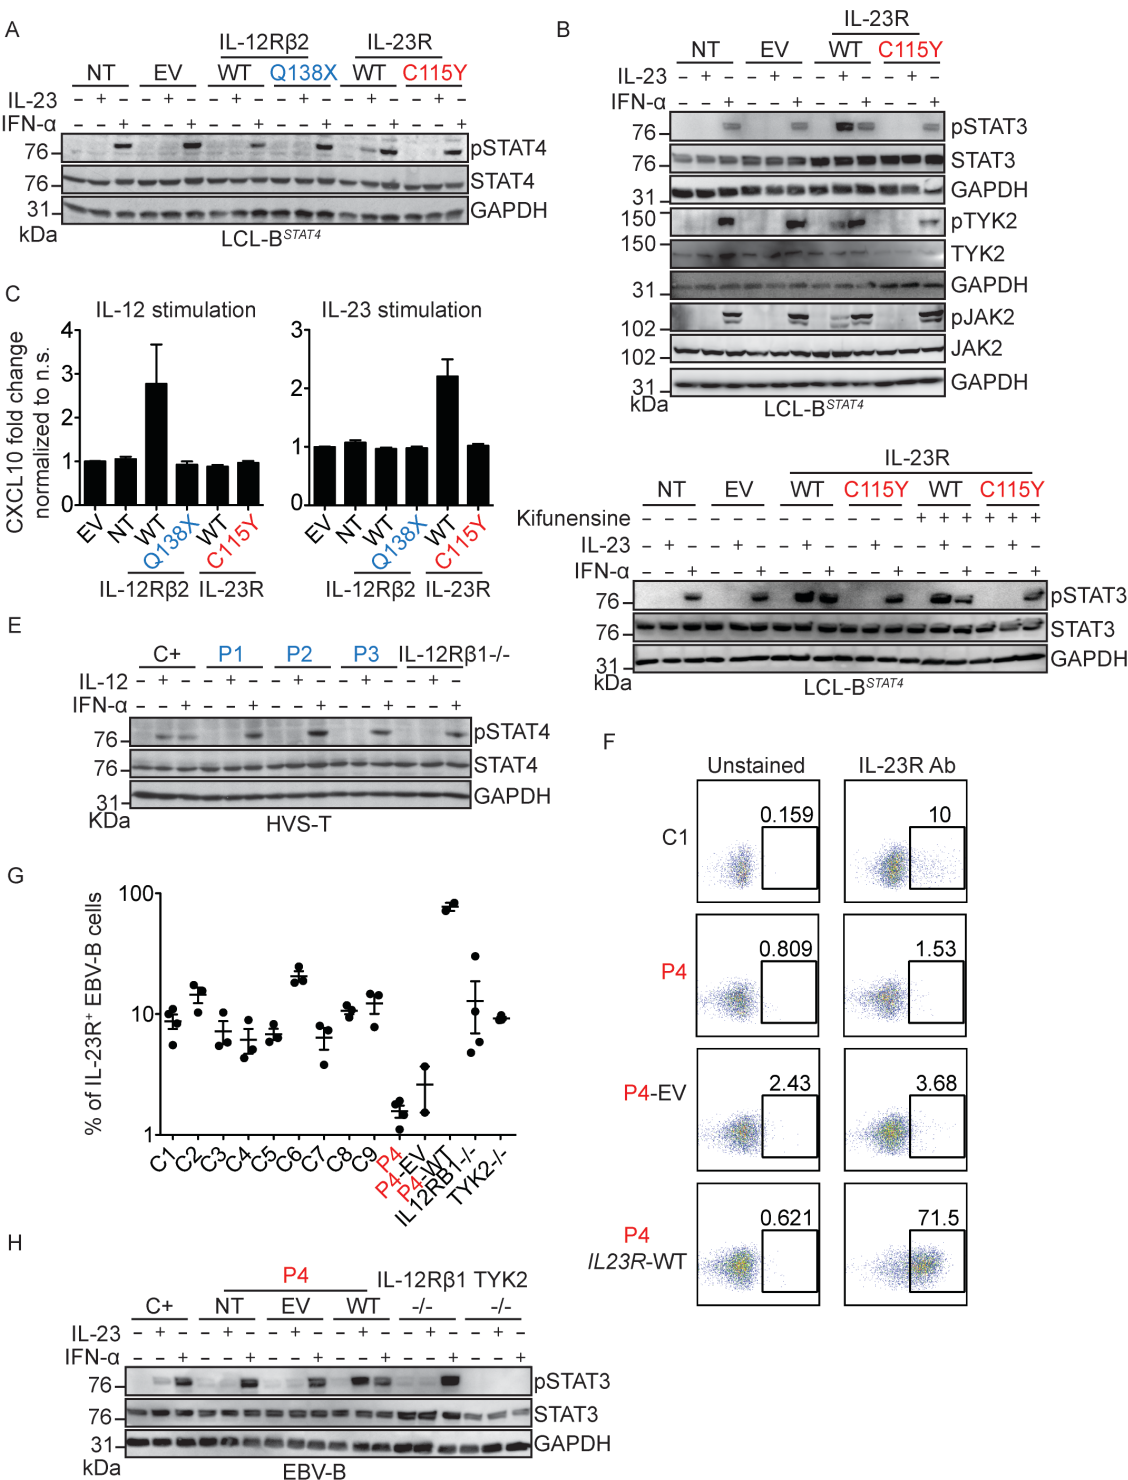 A
IL-12Rβ2 IL-23R
NT EV WT Q138X WT C115Y
IL-23 – + – – + – – + – – + – – + – – + –
IFN-α – – + – – + – – + – – + – – + – – +
76 pSTAT4
76 STAT4
31 GAPDH
kDa
LCL-B^STAT4
B
IL-23R
NT EV WT C115Y
IL-23 – + – – + – – + – – + –
IFN-α – – + – – + – – + – – +
76 pSTAT3
76 STAT3
31 GAPDH
150 pTYK2
150 TYK2
31 GAPDH
102 pJAK2
102 JAK2
31 GAPDH
kDa
LCL-B^STAT4
C
IL-12 stimulation
IL-23 stimulation
CXCL10 fold change
normalized to n.s.
4
3
2
1
0
EV NT WT Q138X WT C115Y
IL-12Rβ2 IL-23R
3
2
1
0
EV NT WT Q138X WT C115Y
IL-12Rβ2 IL-23R
IL-23R
NT EV WT C115Y WT C115Y
Kifunensine – – – – – – – – – – – – + + + + + +
IL-23 – + – – + – – + – – + – – + – – + –
IFN-α – – + – – + – – + – – + – – + – – +
76 pSTAT3
76 STAT3
31 GAPDH
kDa
LCL-B^STAT4
E
C+ P1 P2 P3 IL-12Rβ1-/-
IL-12 – + – – + – – + – – + – – + –
IFN-α – – + – – + – – + – – + – – +
76 pSTAT4
76 STAT4
31 GAPDH
KDa
HVS-T
F
Unstained IL-23R Ab
C1 0.159 10
P4 0.809 1.53
P4-EV 2.43 3.68
P4 0.621 71.5
IL23R-WT
G
% of IL-23R⁺ EBV-B cells
100
10
1
C1 C2 C3 C4 C5 C6 C7 C8 C9 P4 P4-EV P4-WT IL12RB1-/- TYK2-/-
H
P4 IL-12Rβ1 TYK2
C+ NT EV WT -/- -/-
IL-23 – + – – + – – + – – + – – + – – + –
IFN-α – – + – – + – – + – – + – – + – – +
76 pSTAT3
76 STAT3
31 GAPDH
kDa
EBV-B